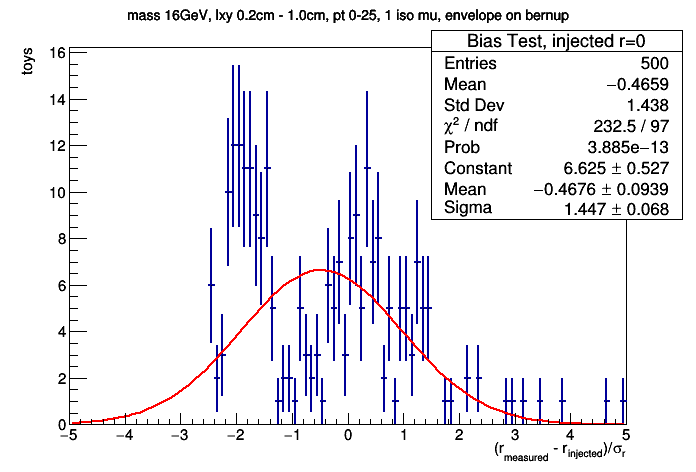 mass 16GeV, lxy 0.2cm - 1.0cm, pt 0-25, 1 iso mu, envelope on bernup
Bias Test, injected r=0
Entries 500
Mean −0.4659
Std Dev 1.438
χ² / ndf 232.5 / 97
Prob 3.885e−13
Constant 6.625 ± 0.527
Mean −0.4676 ± 0.0939
Sigma 1.447 ± 0.068
toys
16
14
12
10
8
6
4
2
0
−5 −4 −3 −2 −1 0 1 2 3 4 5
(r_measured - r_injected)/σ_r